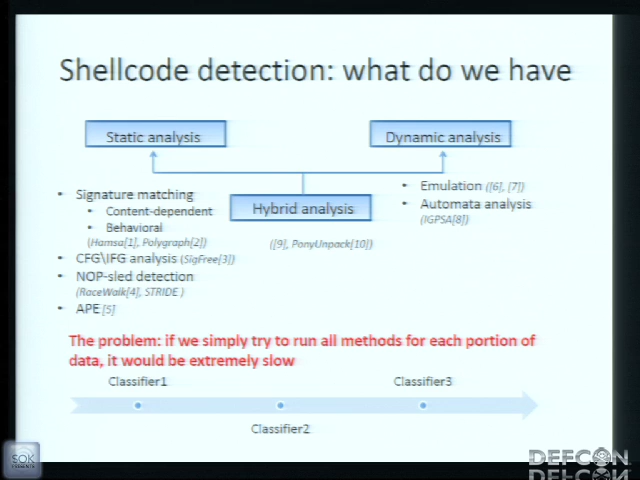 Shellcode detection: what do we have
Static analysis
Dynamic analysis
Hybrid analysis
• Signature matching
• Content-dependent
• Behavioral
(Hamsa[1], Polygraph[2])
• CFG\IFG analysis (SigFree[3])
• NOP-sled detection
(RaceWalk[4], STRIDE )
• APE [5]
([9], PonyUnpack[10])
• Emulation ([6], [7])
• Automata analysis
(IGPSA[8])
The problem: if we simply try to run all methods for each portion of
data, it would be extremely slow
Classifier1
Classifier3
Classifier2
SOK
DEFCON
DEFCON